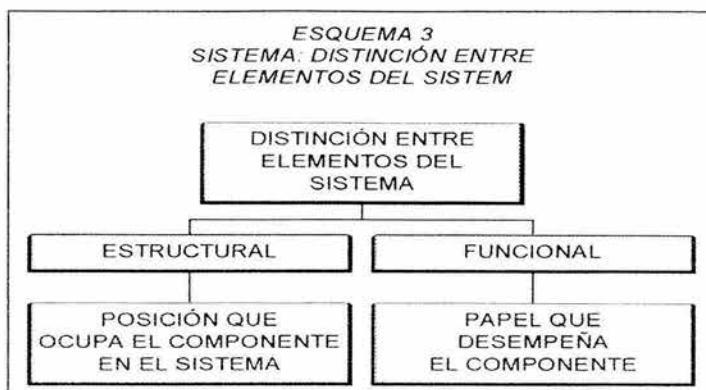 ESQUEMA 3
SISTEMA: DISTINCIÓN ENTRE
ELEMENTOS DEL SISTEM
DISTINCIÓN ENTRE
ELEMENTOS DEL
SISTEMA
ESTRUCTURAL
FUNCIONAL
POSICIÓN QUE
OCUPA EL COMPONENTE
EN EL SISTEMA
PAPEL QUE
DESEMPEÑA
EL COMPONENTE